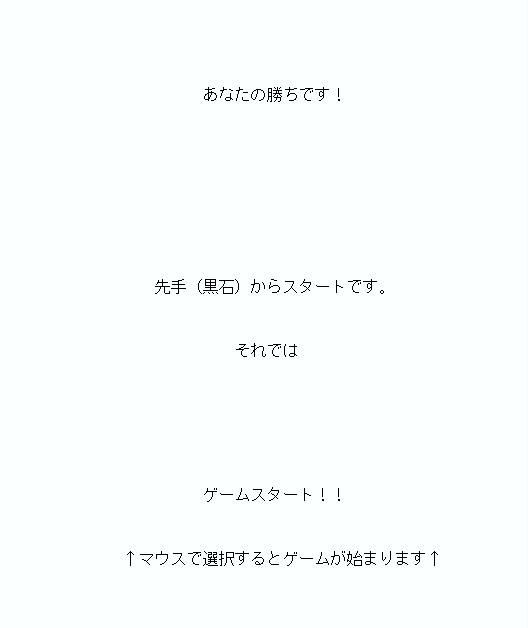 あなたの勝ちです！
先手（黒石）からスタートです。
それでは
ゲームスタート！！
↑マウスで選択するとゲームが始まります↑